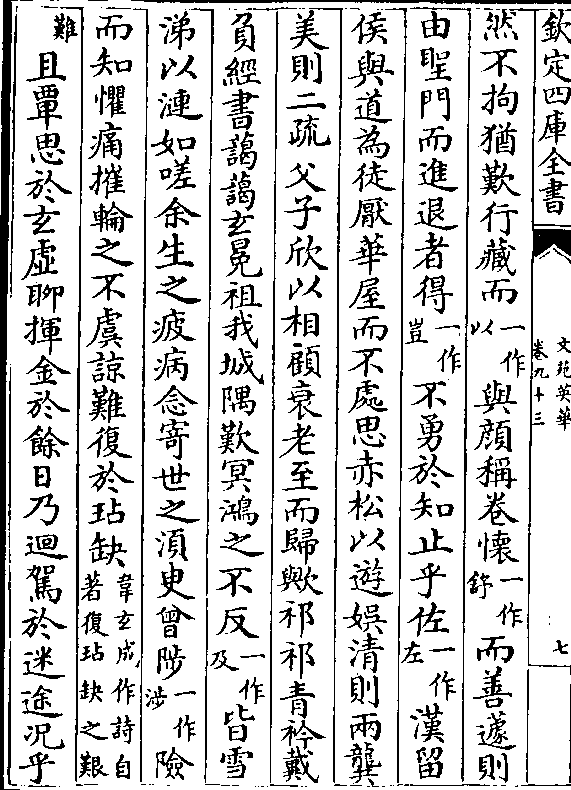 欽定四庫全書
文苑英華
卷九十三
七
然不拘猶歎行藏而一作以與顔稱卷懷一作舒而善蘧則
由聖門而進退者得一作豈不勇於知止乎佐一作左漢留
侯與道為徒厭華屋而不處思赤松以遊娯清則兩龔
美則二疏父子欣以相顧衰老至而歸歟祁祁青衿戴
負經書藹藹玄冕祖我城隅歎冥鴻之不反一作及皆雪
涕以漣如嗟余生之疲病念寄世之湏㬰曾陟一作涉險
而知懼痛摧輪之不虞諒難復於玷缺韋玄成作詩自著復玷缺之艱
難且覃思於玄虚聊揮金於餘日乃迴駕於迷途况乎